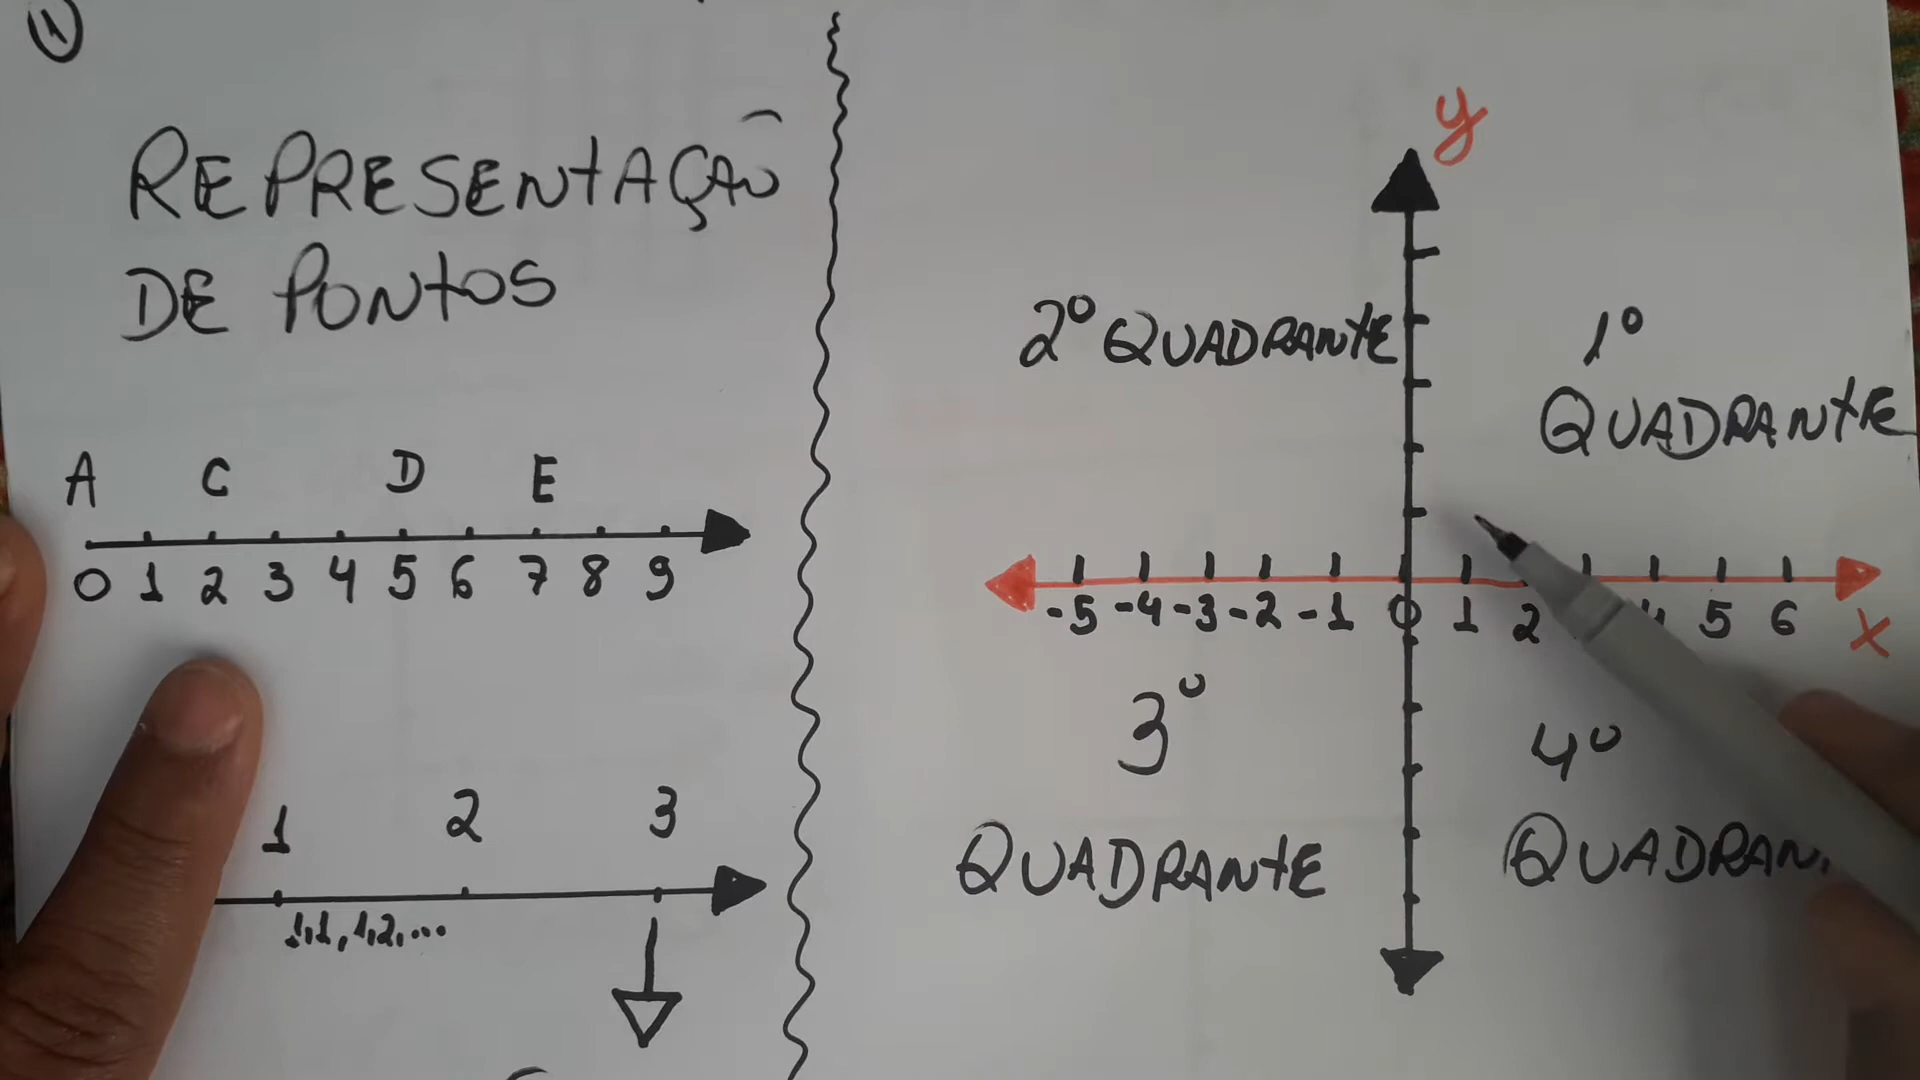 1
REPRESENTAÇÃO
DE PONTOS
A C D E
0 1 2 3 4 5 6 7 8 9
1 2 3
1,1, 1,2, ...
y
2º QUADRANTE
1º
QUADRANTE
-5 -4 -3 -2 -1 0 1 2 4 5 6
x
3º
QUADRANTE
4º
QUADRAN